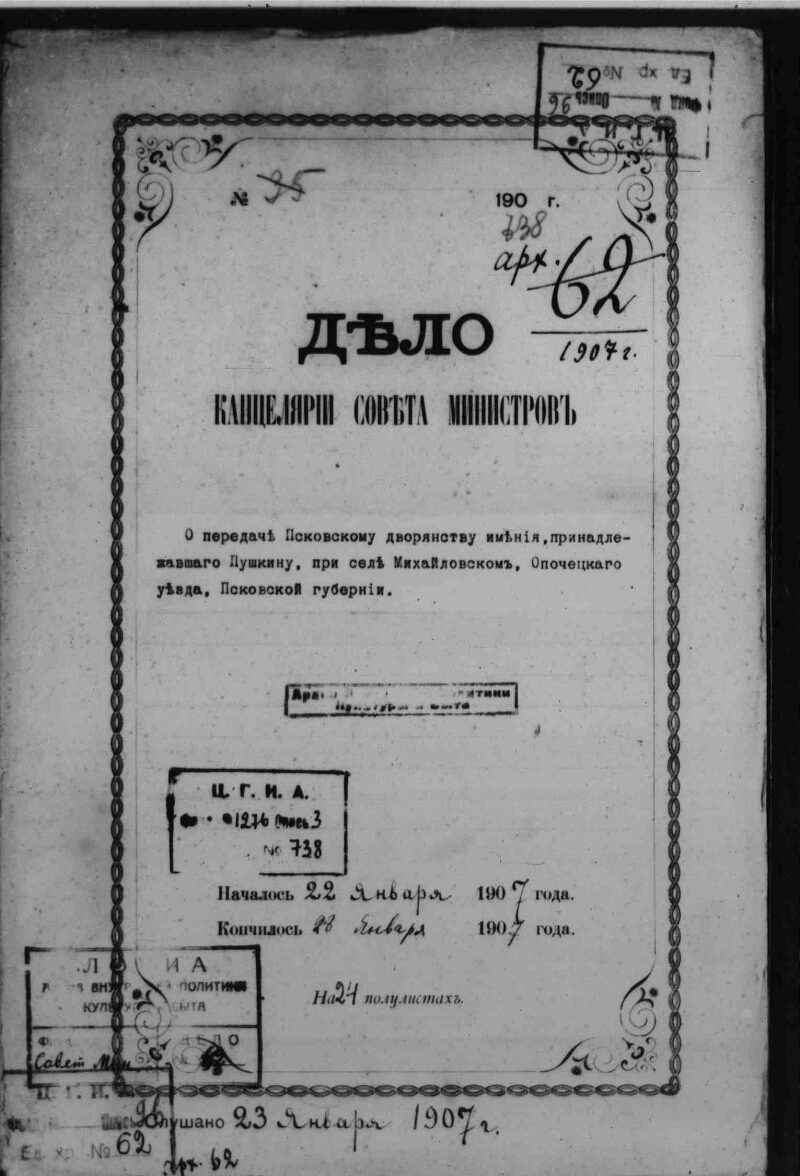 Ед хр № 62
96
№ 35
190 г.
738
арх. 62
1907 г.
ДѢЛО
КАНЦЕЛЯРІИ СОВѢТА МИНИСТРОВЪ
О передачѣ Псковскому дворянству имѣнія,принадле-
жавшаго Пушкину, при селѣ Михайловскомъ, Опочецкаго
уѣзда, Псковской губерніи.
Ц. Г. И. А.
1276 Опись 3
№ 738
Началось 22 Января 1907 года.
Кончилось Января 1907 года.
На 24 полулистахъ.
Л И А
ПОЛИТИКИ
Совет Мин
Слушано 23 Января 1907 г.
Ед. хр. № 62
арх. 62